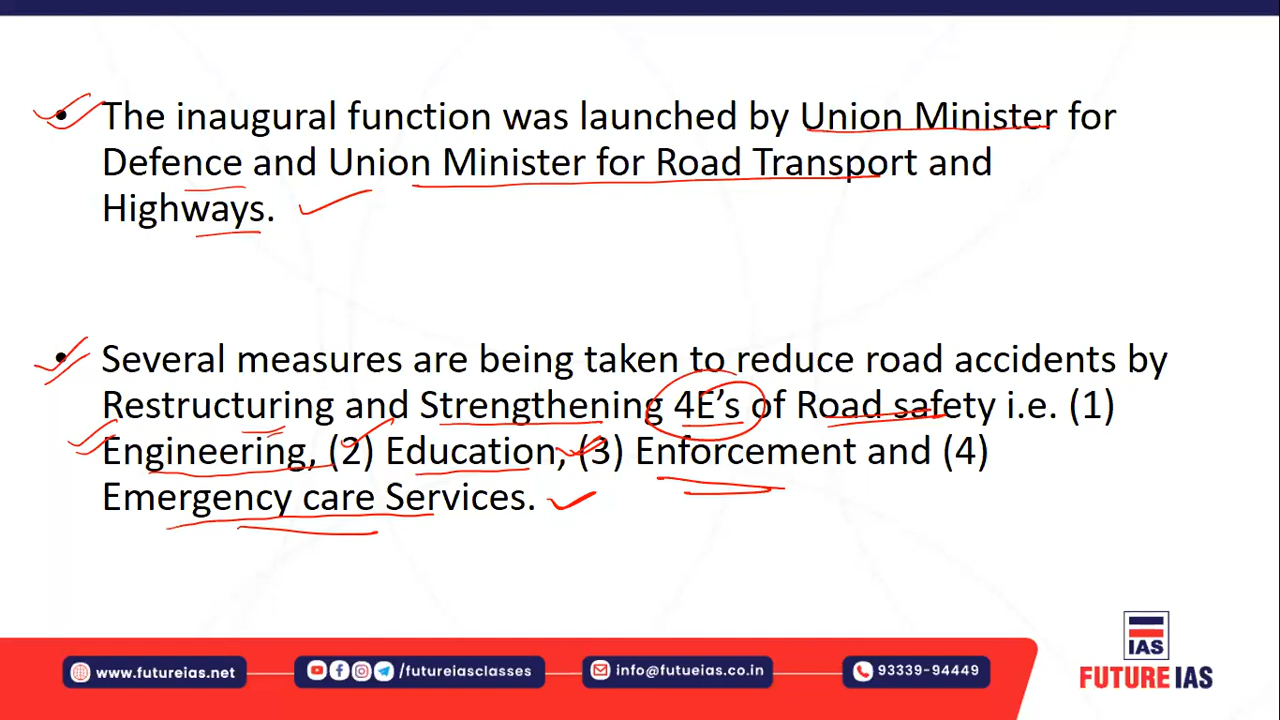 • The inaugural function was launched by Union Minister for
Defence and Union Minister for Road Transport and
Highways.
• Several measures are being taken to reduce road accidents by
Restructuring and Strengthening 4E's of Road safety i.e. (1)
Engineering, (2) Education, (3) Enforcement and (4)
Emergency care Services.
www.futureias.net
/futureiasclasses
info@futueias.co.in
93339-94449
IAS
FUTURE IAS